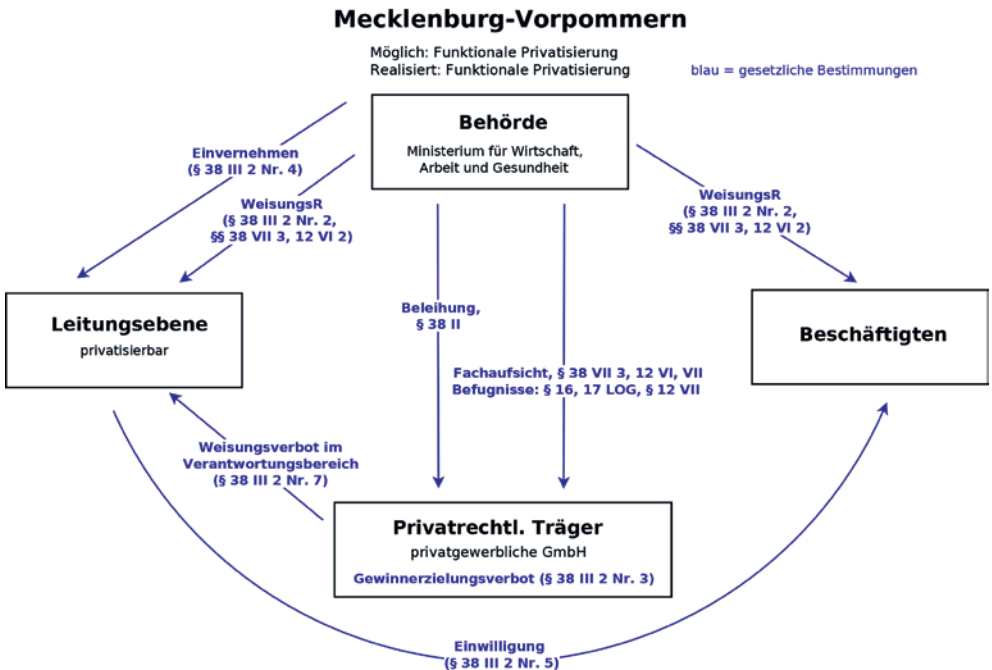 Mecklenburg-Vorpommern
Möglich: Funktionale Privatisierung
Realisiert: Funktionale Privatisierung
blau = gesetzliche Bestimmungen
Behörde
Ministerium für Wirtschaft,
Arbeit und Gesundheit
Einvernehmen
(§ 38 III 2 Nr. 4)
WeisungsR
(§ 38 III 2 Nr. 2,
§§ 38 VII 3, 12 VI 2)
WeisungsR
(§ 38 III 2 Nr. 2,
§§ 38 VII 3, 12 VI 2)
Leitungsebene
privatisierbar
Beleihung,
§ 38 II
Beschäftigten
Fachaufsicht, § 38 VII 3, 12 VI, VII
Befugnisse: § 16, 17 LOG, § 12 VII
Weisungsverbot im
Verantwortungsbereich
(§ 38 III 2 Nr. 7)
Privatrechtl. Träger
privatgewerbliche GmbH
Gewinnerzielungsverbot (§ 38 III 2 Nr. 3)
Einwilligung
(§ 38 III 2 Nr. 5)